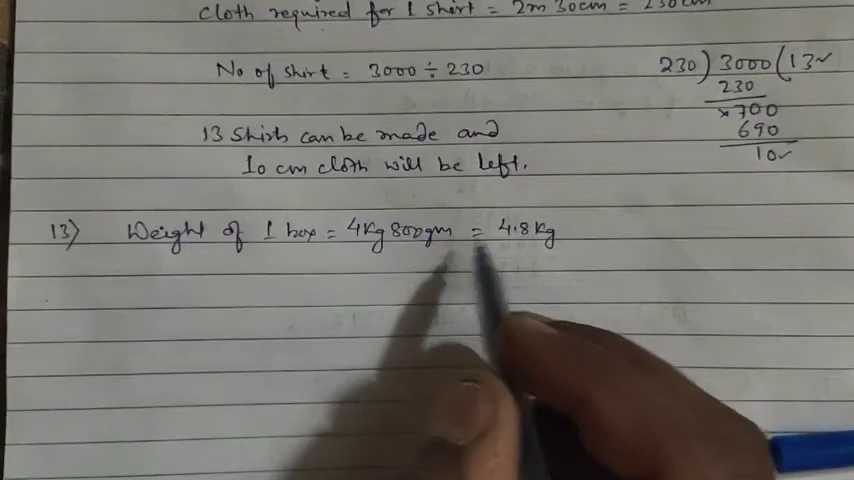 Cloth required for 1 shirt = 2m 30cm = 230cm
No of shirt = 3000 ÷ 230
230) 3000 (13✓
230
×700
690
10✓
13 Shirts can be made and
10 cm cloth will be left.
13) Weight of 1 box = 4Kg 800gm = 4.8 Kg